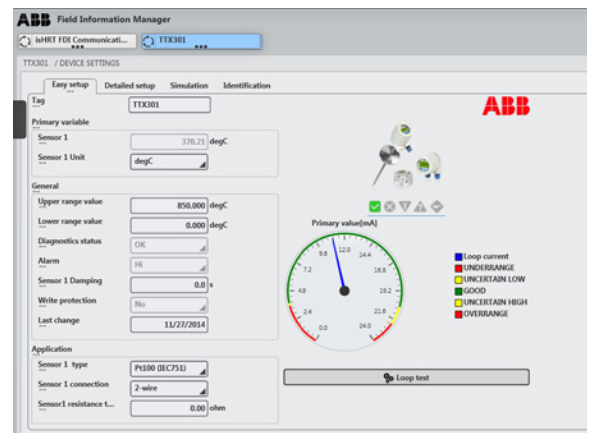 ABB Field Information Manager
isHRT FDI Communicati...
TTX301
TTX301 / DEVICE SETTINGS
Easy setup Detailed setup Simulation Identification
Tag TTX301
ABB
Primary variable
Sensor 1 370.21 degC
Sensor 1 Unit degC
General
Upper range value 850.000 degC
Lower range value 0.000 degC
Diagnostics status OK
Alarm Hi
Sensor 1 Damping 0.0 s
Write protection No
Last change 11/27/2014
Application
Sensor 1 type Pt100 (IEC751)
Sensor 1 connection 2-wire
Sensor1 resistance t... 0.00 ohm
Primary value[mA]
9.6 12.0 14.4
7.2 16.8
4.8 19.2
2.4 21.6
0.0 24.0
Loop current
UNDERRANGE
UNCERTAIN LOW
GOOD
UNCERTAIN HIGH
OVERRANGE
Loop test